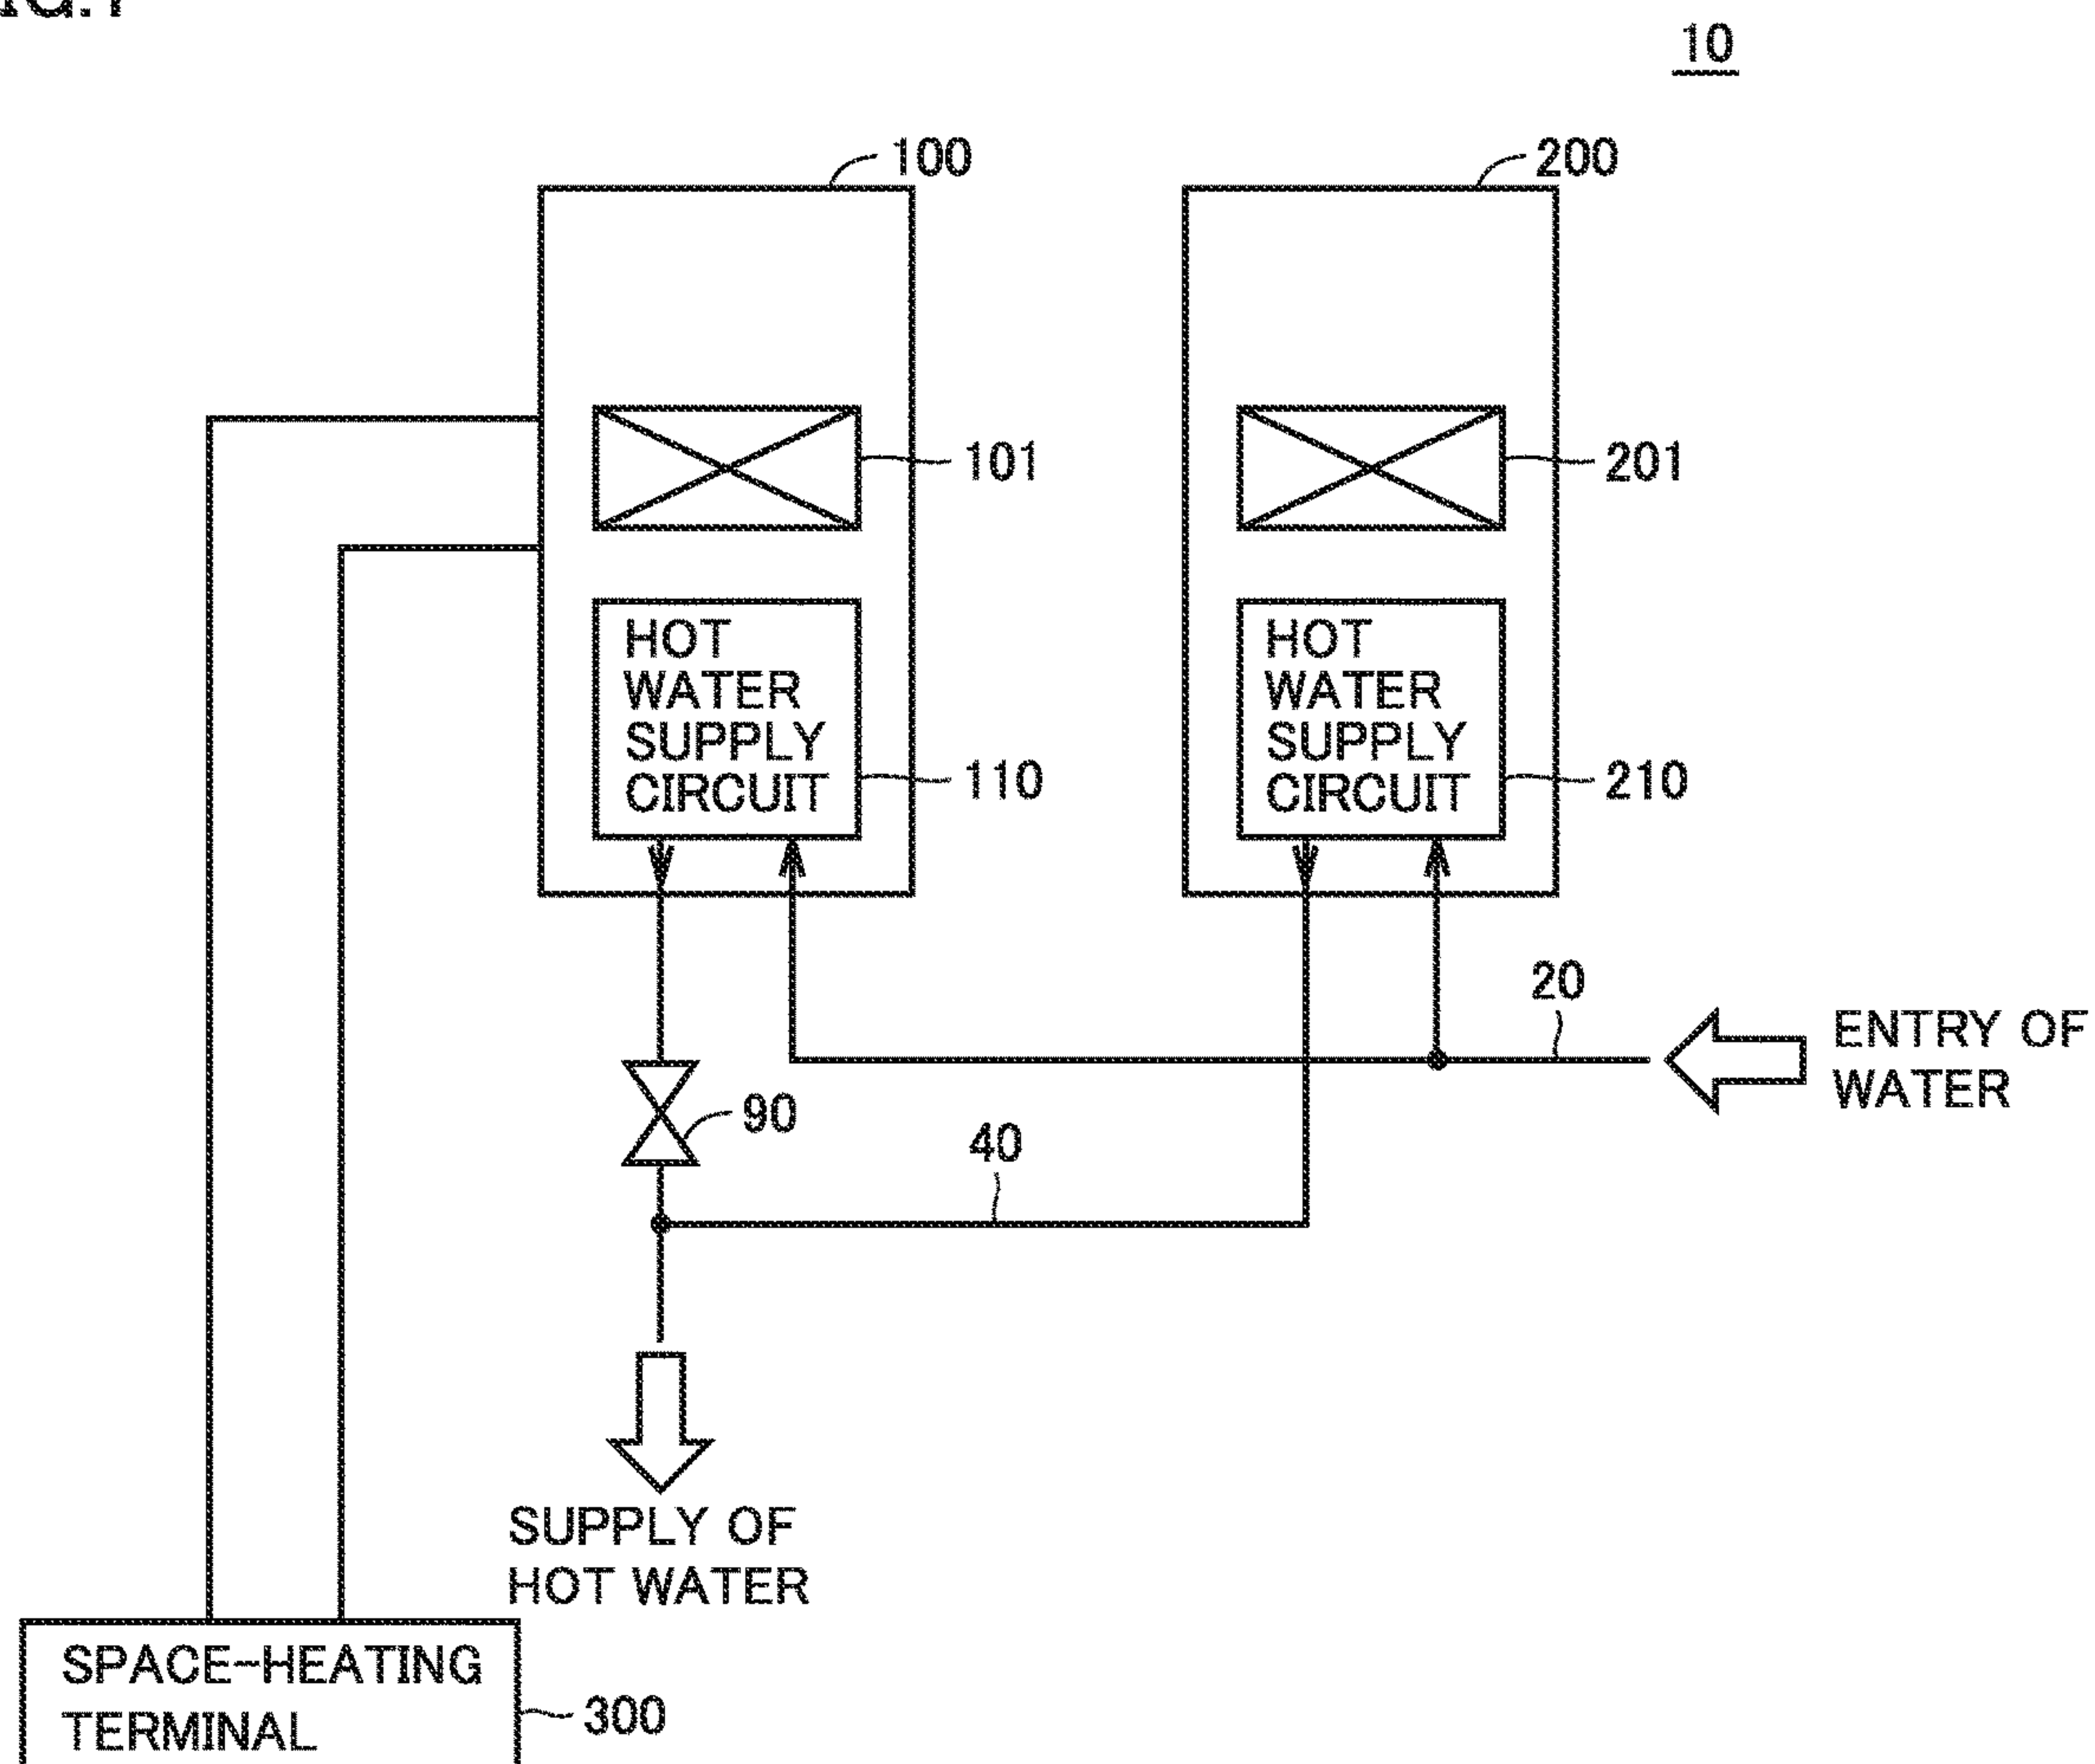 10
100
200
101
201
HOT
WATER
SUPPLY
CIRCUIT
110
HOT
WATER
SUPPLY
CIRCUIT
210
20
ENTRY OF
WATER
90
40
SUPPLY OF
HOT WATER
SPACE-HEATING
TERMINAL
300